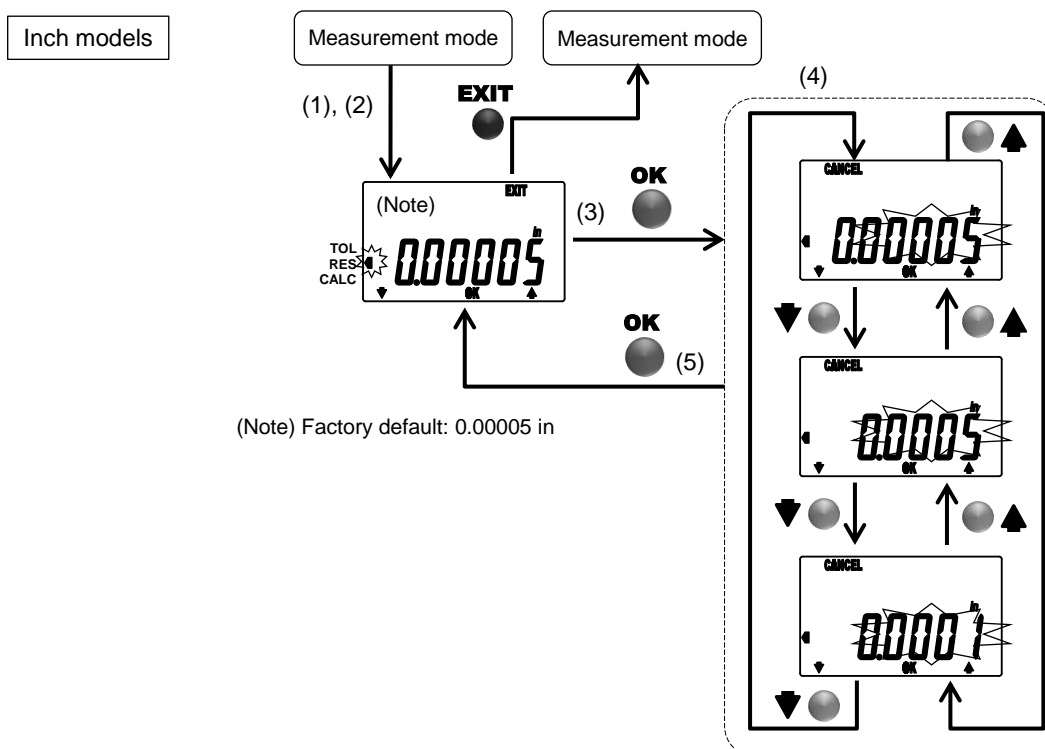 Inch models
Measurement mode
Measurement mode
(1), (2)
EXIT
(4)
EXIT
(Note)
in
0.00005
TOL
RES
CALC
OK
(3)
OK
OK
(5)
(Note) Factory default: 0.00005 in
CANCEL
in
0.00005
OK
CANCEL
in
0.0005
OK
CANCEL
in
0.0001
OK